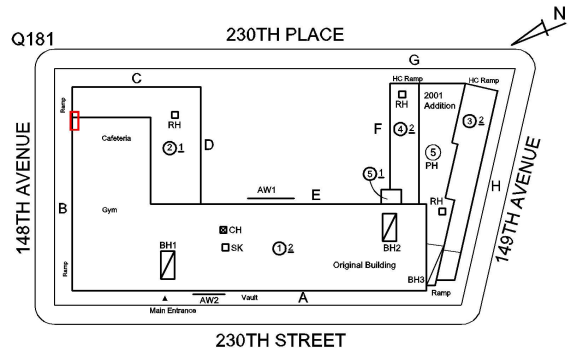 N
Q181
230TH PLACE
G
C
HC Ramp
HC Ramp
Ramp
RH
RH
2001
Addition
3 2
Cafeteria
RH
F
4 2
148TH AVENUE
2 1
D
5 1
5
PH
H
149TH AVENUE
B
Gym
AW1
E
RH
CH
SK
1 2
BH1
BH2
Original Building
Ramp
BH3
AW2
Vault
A
Ramp
Main Entrance
230TH STREET